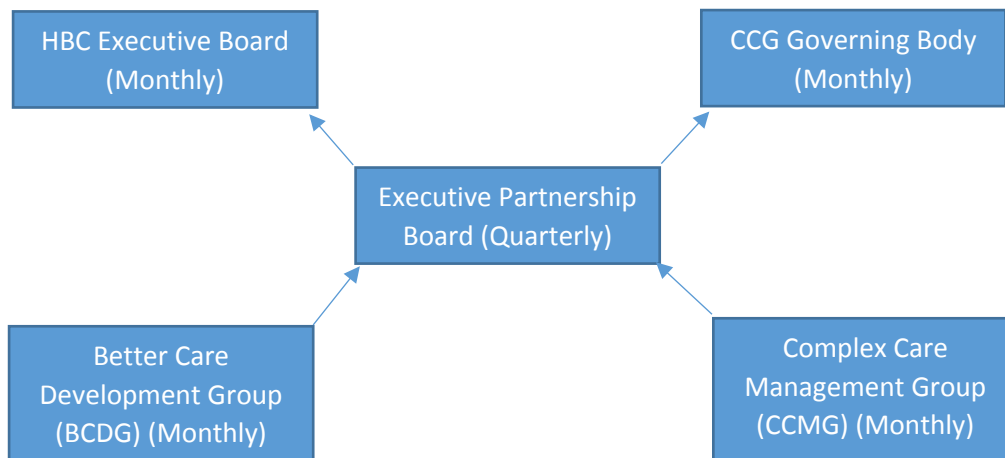 HBC Executive Board
(Monthly)
CCG Governing Body
(Monthly)
Executive Partnership
Board (Quarterly)
Better Care
Development Group
(BCDG) (Monthly)
Complex Care
Management Group
(CCMG) (Monthly)